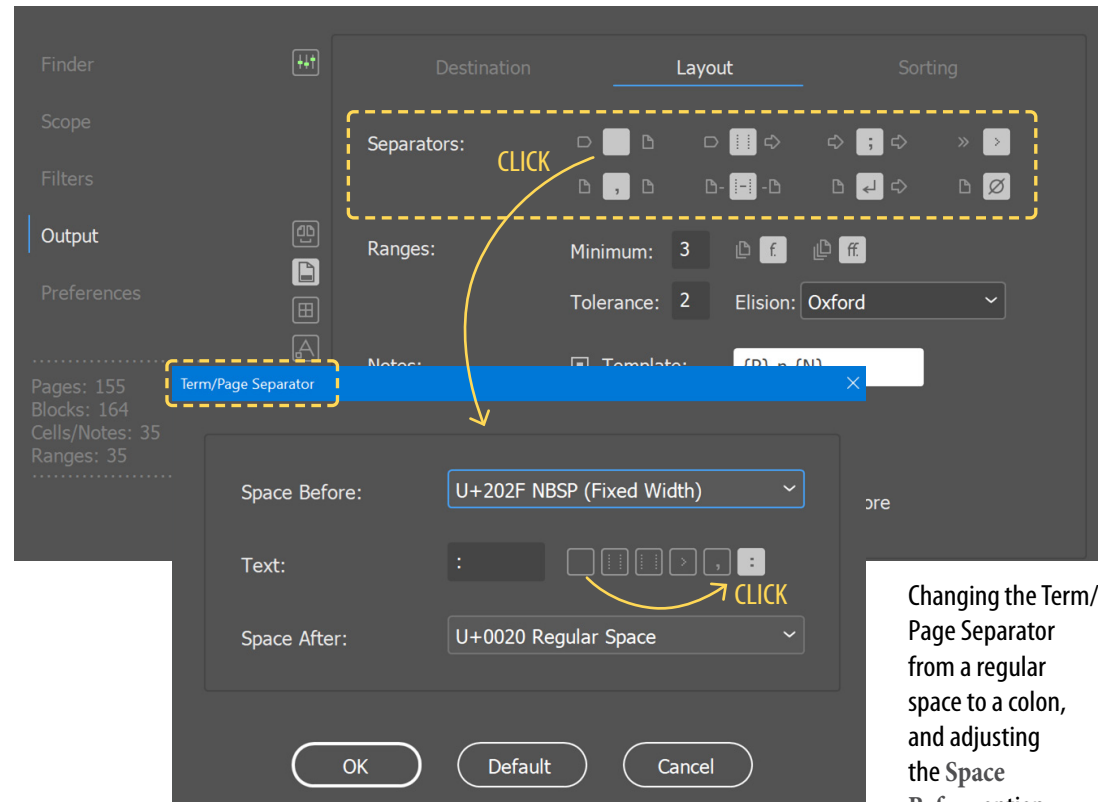 Finder
Scope
Filters
Output
Preferences
Pages: 155
Blocks: 164
Cells/Notes: 35
Ranges: 35
Destination Layout Sorting
Separators:
;
>
,
CLICK
Ranges: Minimum: 3 f. ff.
Tolerance: 2 Elision: Oxford
Notes: Template: {P} n {N}
ore
Term/Page Separator
Space Before: U+202F NBSP (Fixed Width)
Text: : > , :
CLICK
Space After: U+0020 Regular Space
OK Default Cancel
Changing the Term/
Page Separator
from a regular
space to a colon,
and adjusting
the Space